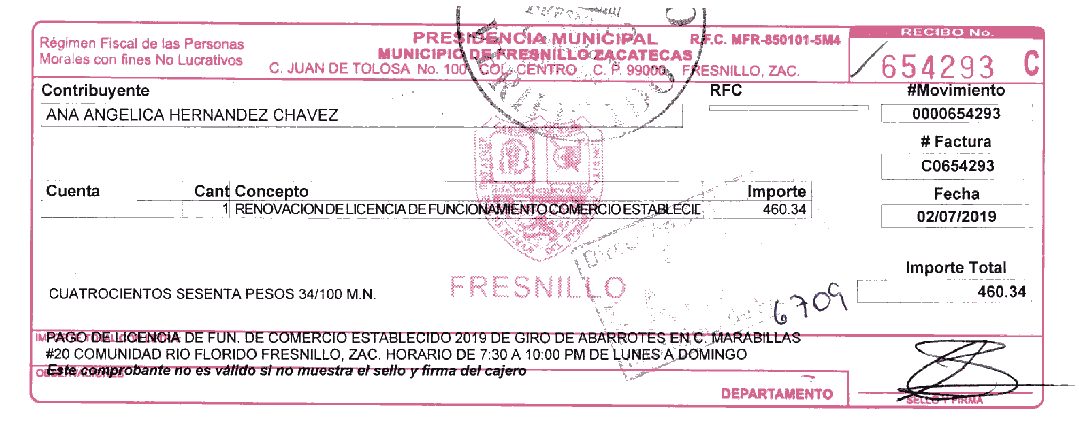 Régimen Fiscal de las Personas
Morales con fines No Lucrativos
PRESIDENCIA MUNICIPAL R.F.C. MFR-850101-5M4
MUNICIPIO DE FRESNILLO ZACATECAS
C. JUAN DE TOLOSA No. 100 COL. CENTRO C. P. 99000 FRESNILLO, ZAC.
RECIBO No.
654293 C
Contribuyente
ANA ANGELICA HERNANDEZ CHAVEZ
RFC
#Movimiento
0000654293
# Factura
C0654293
Fecha
02/07/2019
Cuenta Cant Concepto Importe
1 RENOVACION DE LICENCIA DE FUNCIONAMIENTO COMERCIO ESTABLECID 460.34
FRESNILLO
Importe Total
460.34
CUATROCIENTOS SESENTA PESOS 34/100 M.N.
6709
PAGO DE LICENCIA DE FUN. DE COMERCIO ESTABLECIDO 2019 DE GIRO DE ABARROTES EN C. MARABILLAS
#20 COMUNIDAD RIO FLORIDO FRESNILLO, ZAC. HORARIO DE 7:30 A 10:00 PM DE LUNES A DOMINGO
Este comprobante no es válido si no muestra el sello y firma del cajero
OBSERVACIONES
DEPARTAMENTO
SELLO Y FIRMA